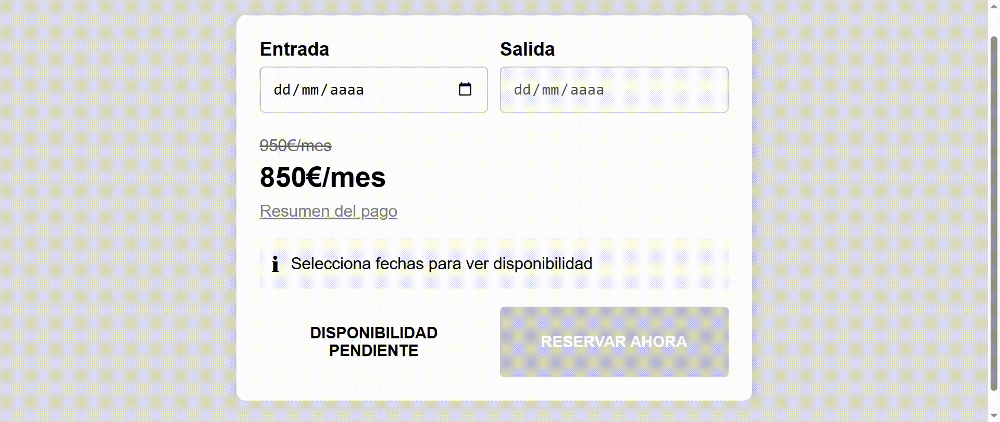 Entrada
Salida
dd/mm/aaaa
dd/mm/aaaa
950€/mes
850€/mes
Resumen del pago
i Selecciona fechas para ver disponibilidad
DISPONIBILIDAD
PENDIENTE
RESERVAR AHORA